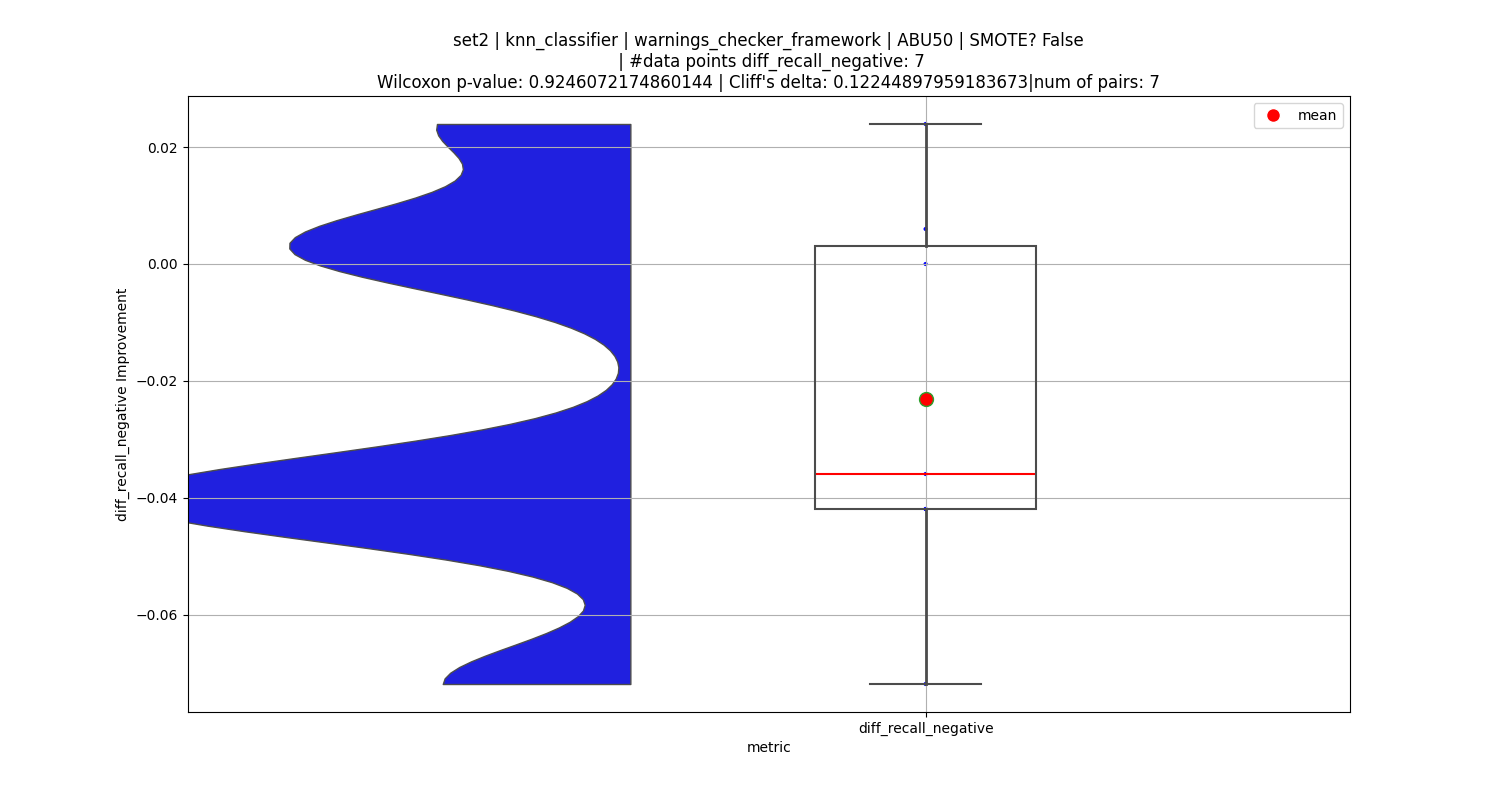 set2 | knn_classifier | warnings_checker_framework | ABU50 | SMOTE? False
| #data points diff_recall_negative: 7
Wilcoxon p-value: 0.9246072174860144 | Cliff's delta: 0.12244897959183673|num of pairs: 7
mean
0.02
0.00
−0.02
−0.04
−0.06
diff_recall_negative Improvement
diff_recall_negative
metric